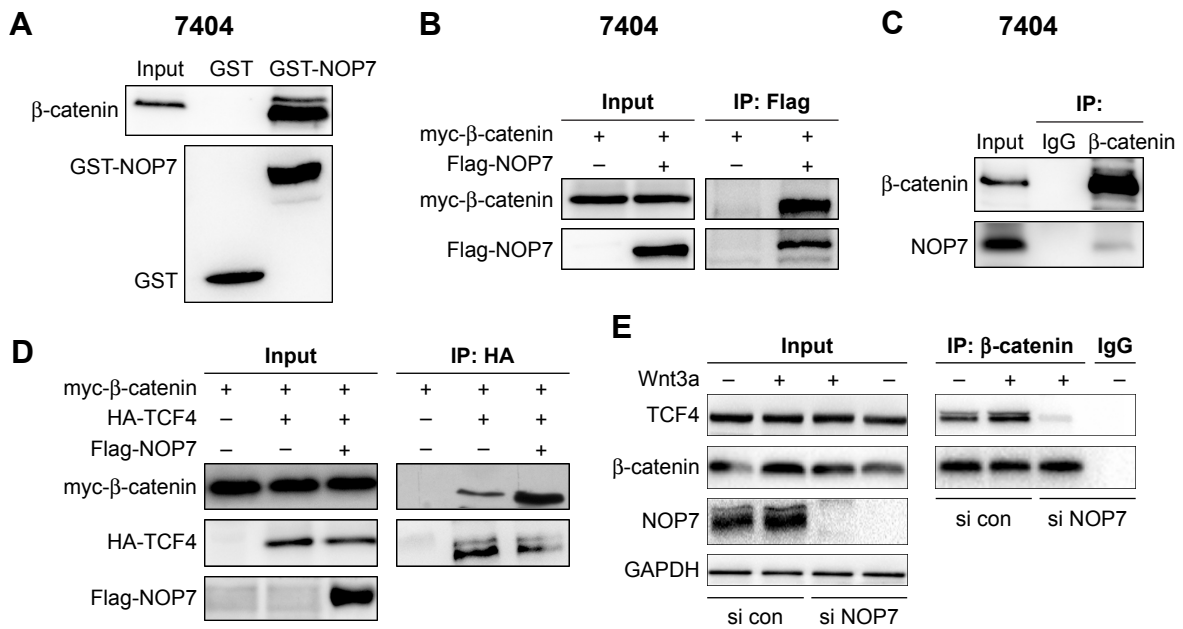 A
7404
Input GST GST-NOP7
β-catenin
GST-NOP7
GST
B
7404
Input IP: Flag
myc-β-catenin + + + +
Flag-NOP7 – + – +
myc-β-catenin
Flag-NOP7
C
7404
IP:
Input IgG β-catenin
β-catenin
NOP7
D
Input IP: HA
myc-β-catenin + + + + + +
HA-TCF4 – + + – + +
Flag-NOP7 – – + – – +
myc-β-catenin
HA-TCF4
Flag-NOP7
E
Input IP: β-catenin IgG
Wnt3a – + + – – + + –
TCF4
β-catenin
NOP7
GAPDH
si con si NOP7
si con si NOP7